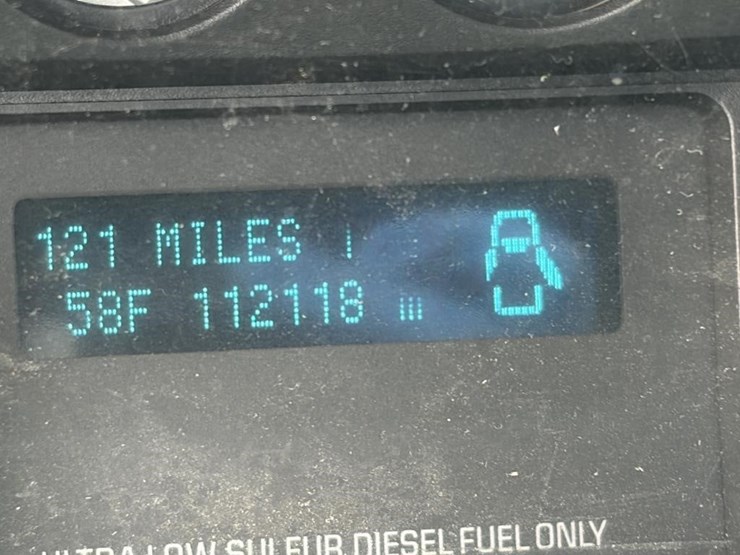 121 MILES
58F 112118
ULTRA LOW SULFUR DIESEL FUEL ONLY